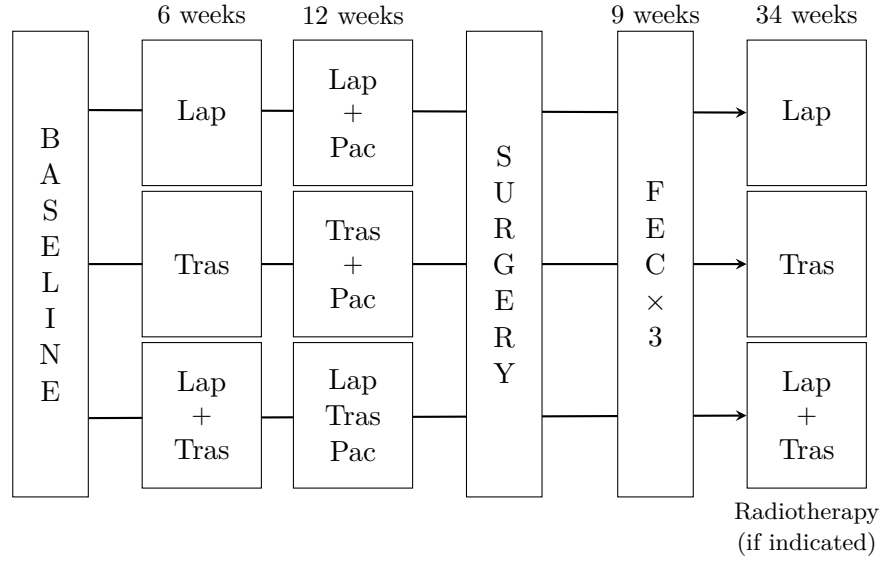 6 weeks
12 weeks
9 weeks
34 weeks
B
A
S
E
L
I
N
E
Lap
Lap
+
Pac
S
U
R
G
E
R
Y
F
E
C
×
3
Lap
Tras
Tras
+
Pac
Tras
Lap
+
Tras
Lap
Tras
Pac
Lap
+
Tras
Radiotherapy
(if indicated)